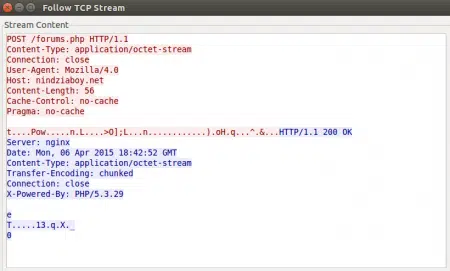 Follow TCP Stream
Stream Content
POST /forums.php HTTP/1.1
Content-Type: application/octet-stream
Connection: close
User-Agent: Mozilla/4.0
Host: nindziaboy.net
Content-Length: 56
Cache-Control: no-cache
Pragma: no-cache
t....Pow.....n.L....>O];L...n............).oH.q...^.&...HTTP/1.1 200 OK
Server: nginx
Date: Mon, 06 Apr 2015 18:42:52 GMT
Content-Type: application/octet-stream
Transfer-Encoding: chunked
Connection: close
X-Powered-By: PHP/5.3.29
e
T.....13.q.X._
0